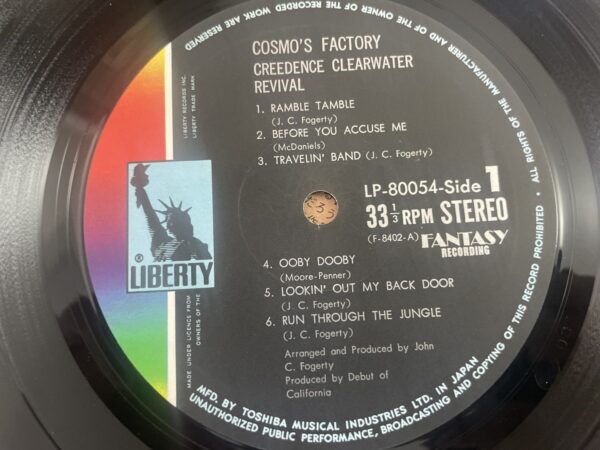 COSMO'S FACTORY
CREEDENCE CLEARWATER
REVIVAL
1. RAMBLE TAMBLE
(J. C. Fogerty)
2. BEFORE YOU ACCUSE ME
(McDaniels)
3. TRAVELIN' BAND (J. C. Fogerty)
LP-80054-Side 1
33 1/3 RPM STEREO
(F-8402-A) FANTASY
RECORDING
4. OOBY DOOBY
(Moore-Penner)
5. LOOKIN' OUT MY BACK DOOR
(J. C. Fogerty)
6. RUN THROUGH THE JUNGLE
(J. C. Fogerty)
Arranged and Produced by John
C. Fogerty
Produced by Debut of
California
® LIBERTY
LIBERTY RECORDS INC.
LIBERTY TRADE MARK
MADE UNDER LICENCE FROM
OWNERS OF THE
MFD. BY TOSHIBA MUSICAL INDUSTRIES LTD. IN JAPAN
UNAUTHORIZED PUBLIC PERFORMANCE, BROADCASTING AND COPYING OF THIS RECORD PROHIBITED • ALL RIGHTS OF THE MANUFACTURER AND OF THE OWNER OF THE RECORDED WORK ARE RESERVED